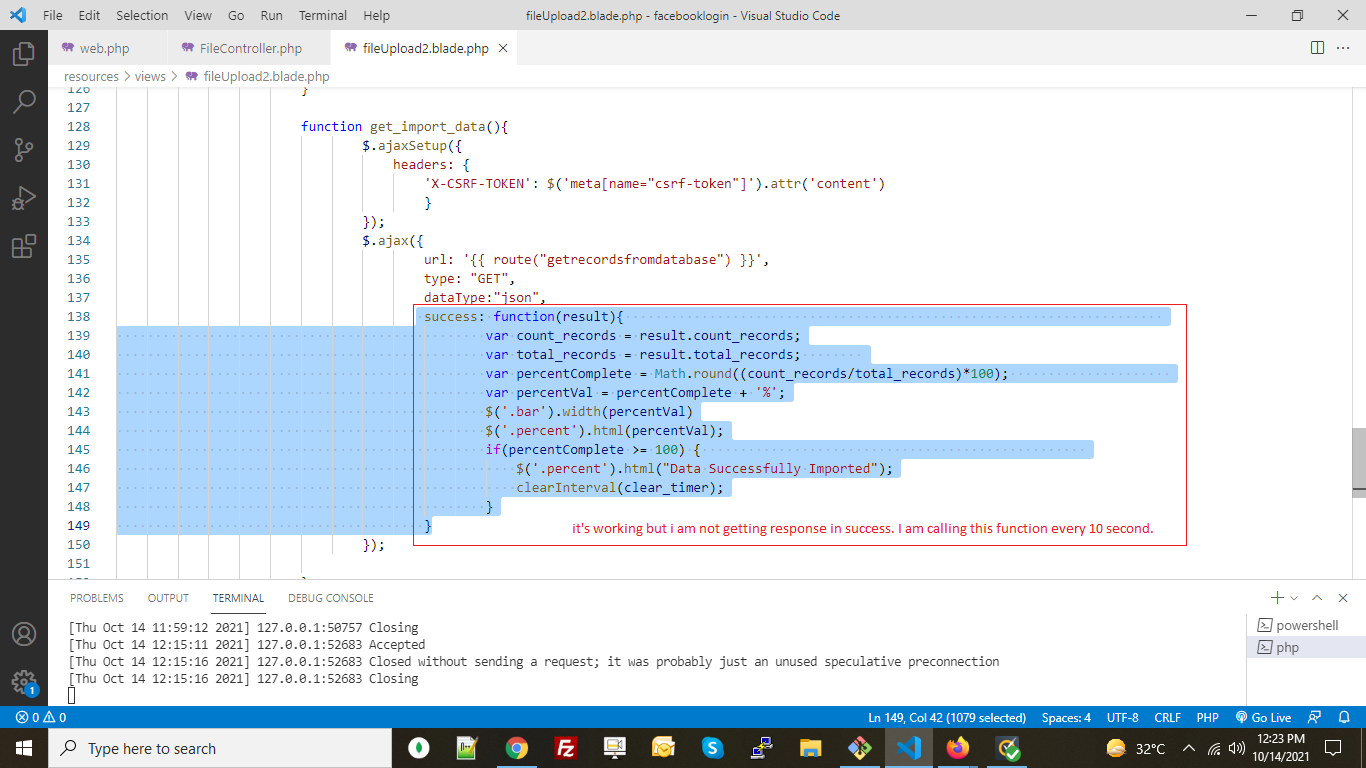 File Edit Selection View Go Run Terminal Help fileUpload2.blade.php - facebooklogin - Visual Studio Code
web.php FileController.php fileUpload2.blade.php
resources > views > fileUpload2.blade.php
126 }
127
128 function get_import_data(){
129 $.ajaxSetup({
130 headers: {
131 'X-CSRF-TOKEN': $('meta[name="csrf-token"]').attr('content')
132 }
133 });
134 $.ajax({
135 url: '{{ route("getrecordsfromdatabase") }}',
136 type: "GET",
137 dataType:"json",
138 success: function(result){
139 var count_records = result.count_records;
140 var total_records = result.total_records;
141 var percentComplete = Math.round((count_records/total_records)*100);
142 var percentVal = percentComplete + '%';
143 $('.bar').width(percentVal)
144 $('.percent').html(percentVal);
145 if(percentComplete >= 100) {
146 $('.percent').html("Data Successfully Imported");
147 clearInterval(clear_timer);
148 }
149 } it's working but i am not getting response in success. I am calling this function every 10 second.
150 });
151
PROBLEMS OUTPUT TERMINAL DEBUG CONSOLE
[Thu Oct 14 11:59:12 2021] 127.0.0.1:50757 Closing
powershell
[Thu Oct 14 12:15:11 2021] 127.0.0.1:52683 Accepted
php
[Thu Oct 14 12:15:16 2021] 127.0.0.1:52683 Closed without sending a request; it was probably just an unused speculative preconnection
[Thu Oct 14 12:15:16 2021] 127.0.0.1:52683 Closing
1
0 0 Ln 149, Col 42 (1079 selected) Spaces: 4 UTF-8 CRLF PHP Go Live
Type here to search
32°C 12:23 PM
10/14/2021